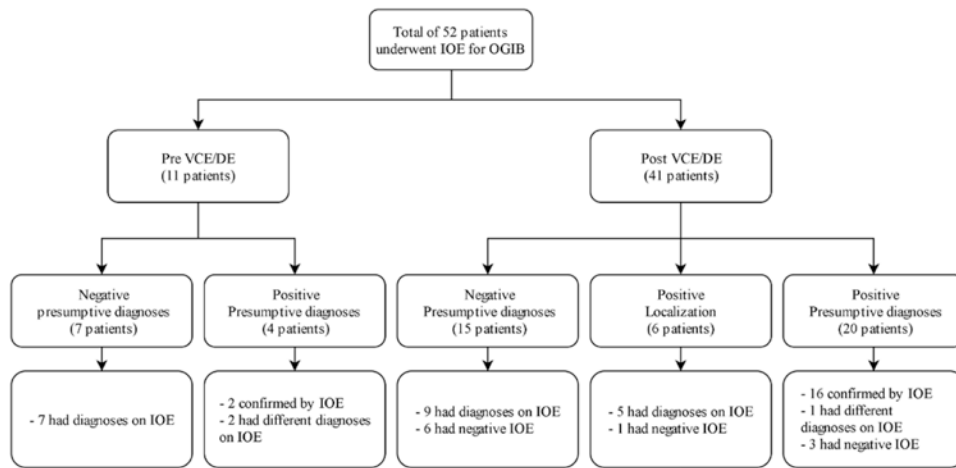 Total of 52 patients
underwent IOE for OGIB
Pre VCE/DE
(11 patients)
Post VCE/DE
(41 patients)
Negative
presumptive diagnoses
(7 patients)
Positive
Presumptive diagnoses
(4 patients)
Negative
Presumptive diagnoses
(15 patients)
Positive
Localization
(6 patients)
Positive
Presumptive diagnoses
(20 patients)
- 7 had diagnoses on IOE
- 2 confirmed by IOE
- 2 had different diagnoses
on IOE
- 9 had diagnoses on IOE
- 6 had negative IOE
- 5 had diagnoses on IOE
- 1 had negative IOE
- 16 confirmed by IOE
- 1 had different
diagnoses on IOE
- 3 had negative IOE